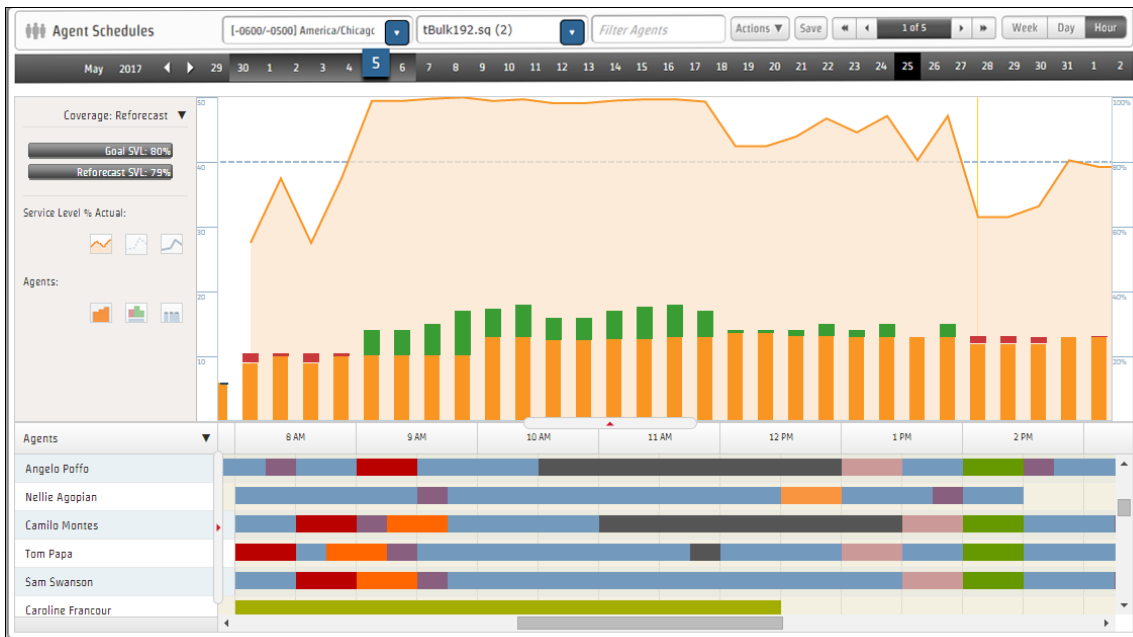 Agent Schedules [-0600/-0500] America/Chicago tBulk192.sq (2) Filter Agents Actions ▼ Save 1 of 5 Week Day Hour
May 2017 29 30 1 2 3 4 5 6 7 8 9 10 11 12 13 14 15 16 17 18 19 20 21 22 23 24 25 26 27 28 29 30 31 1 2
Coverage: Reforecast ▼
Goal SVL: 80%
Reforecast SVL: 79%
Service Level % Actual:
Agents:
50
40
30
20
10
100%
80%
60%
40%
20%
Agents ▼ 8 AM 9 AM 10 AM 11 AM 12 PM 1 PM 2 PM
Angelo Poffo
Nellie Agopian
Camilo Montes
Tom Papa
Sam Swanson
Caroline Francour